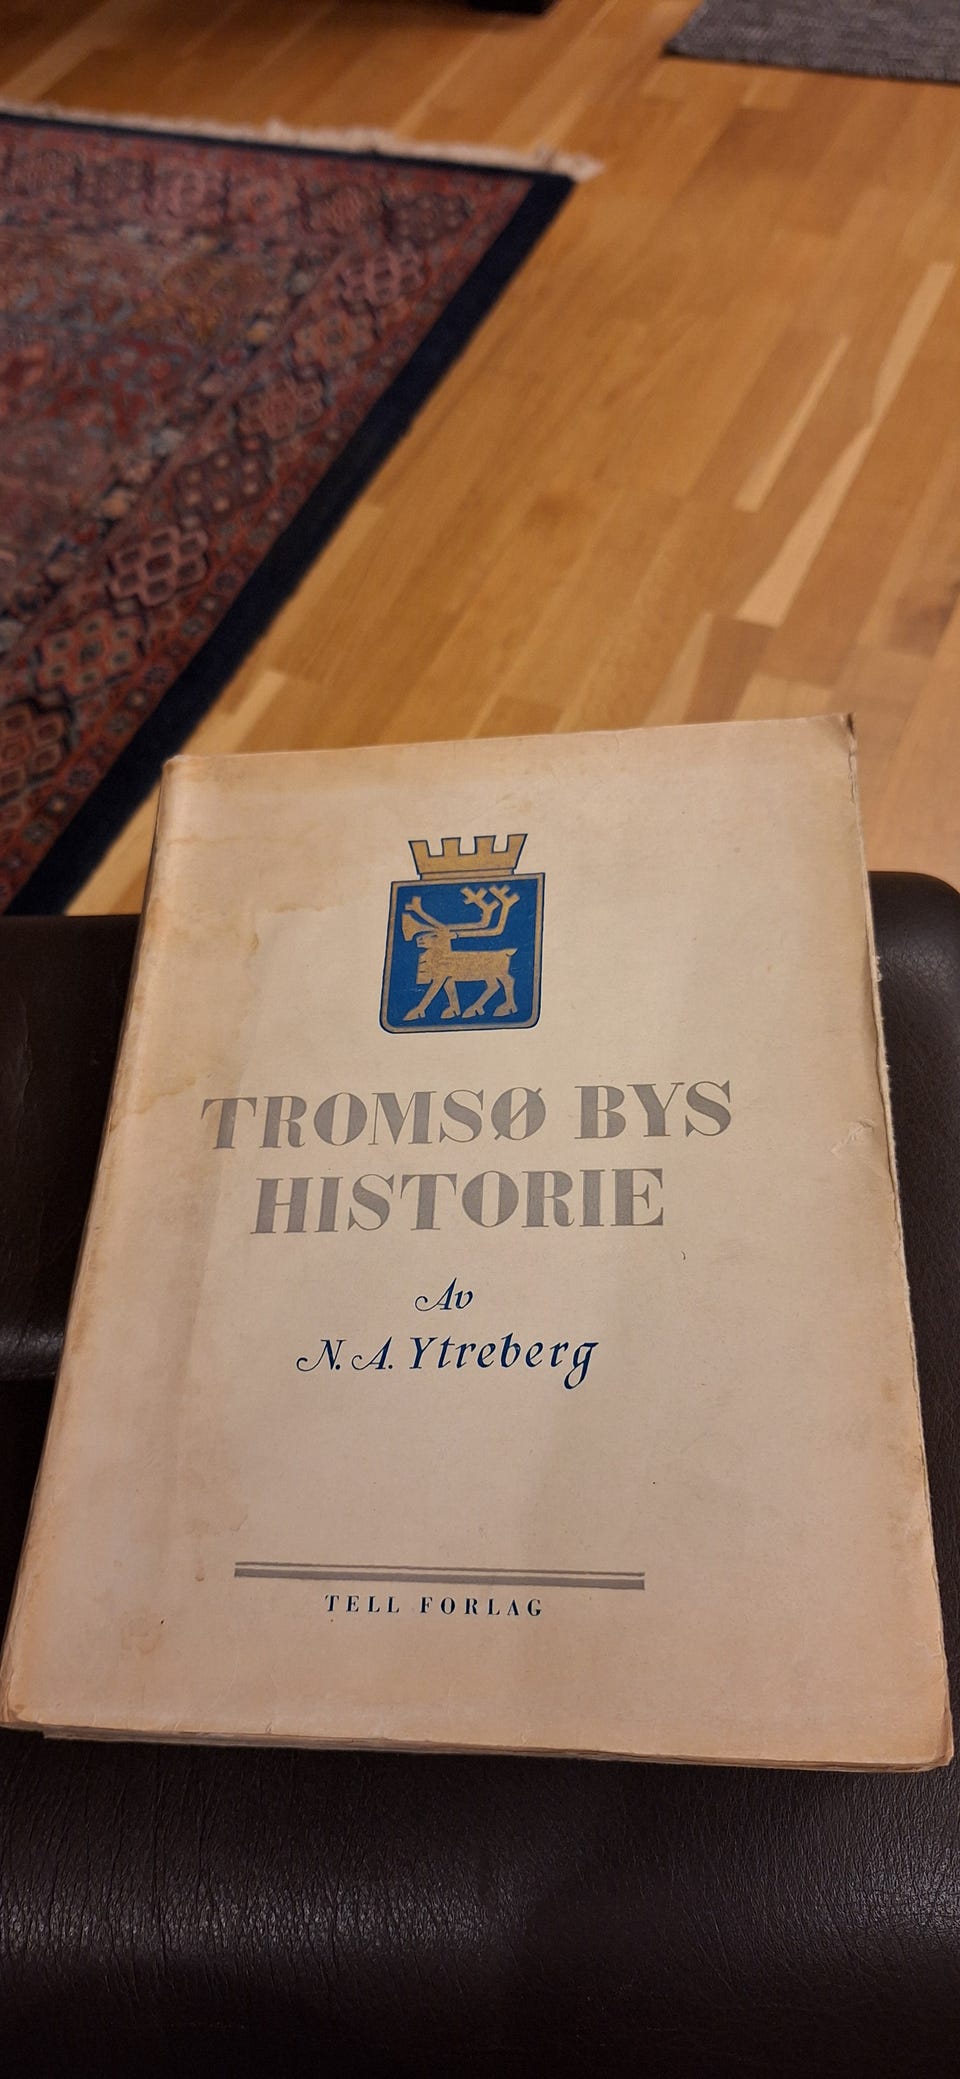 TROMSØ BYS
HISTORIE
Av
N. A. Ytreberg
TELL FORLAG